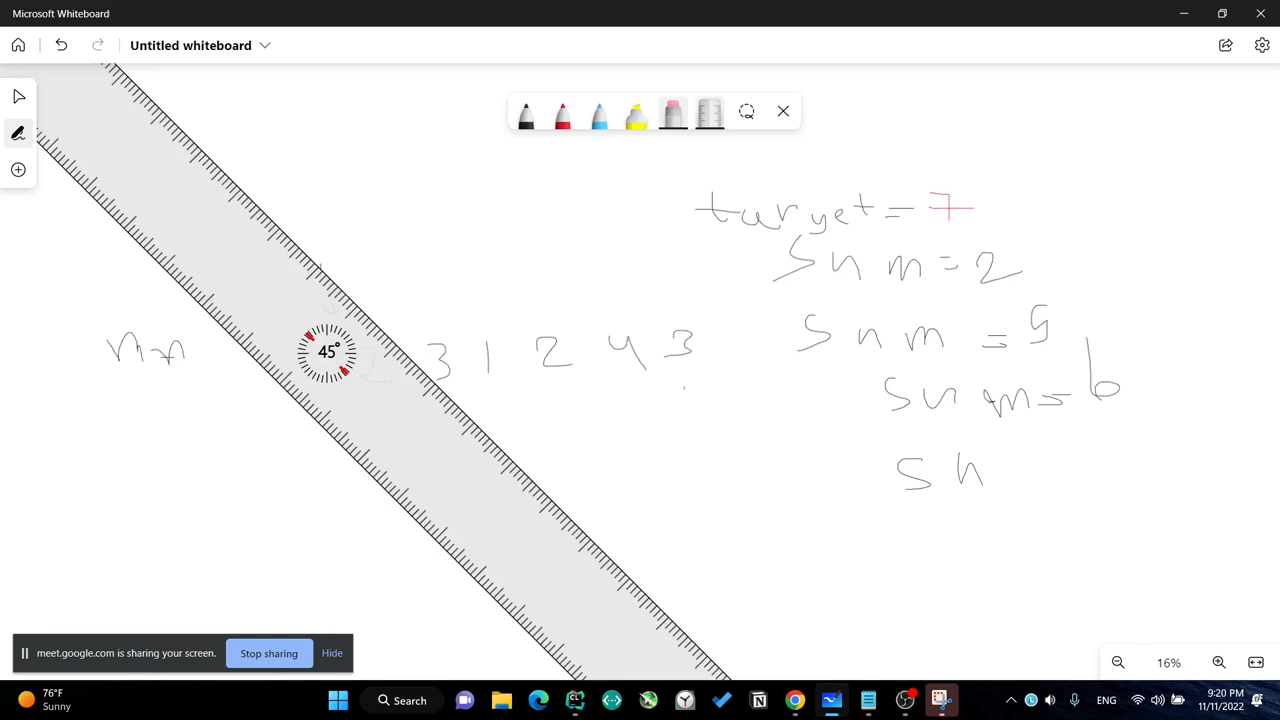 Microsoft Whiteboard
Untitled whiteboard
target = 7
sum = 2
45°
2 3 1 2 4 3
sum = 5
sum = 6
su
meet.google.com is sharing your screen.
Stop sharing
Hide
16%
76°F
Sunny
Search
ENG
9:20 PM
11/11/2022